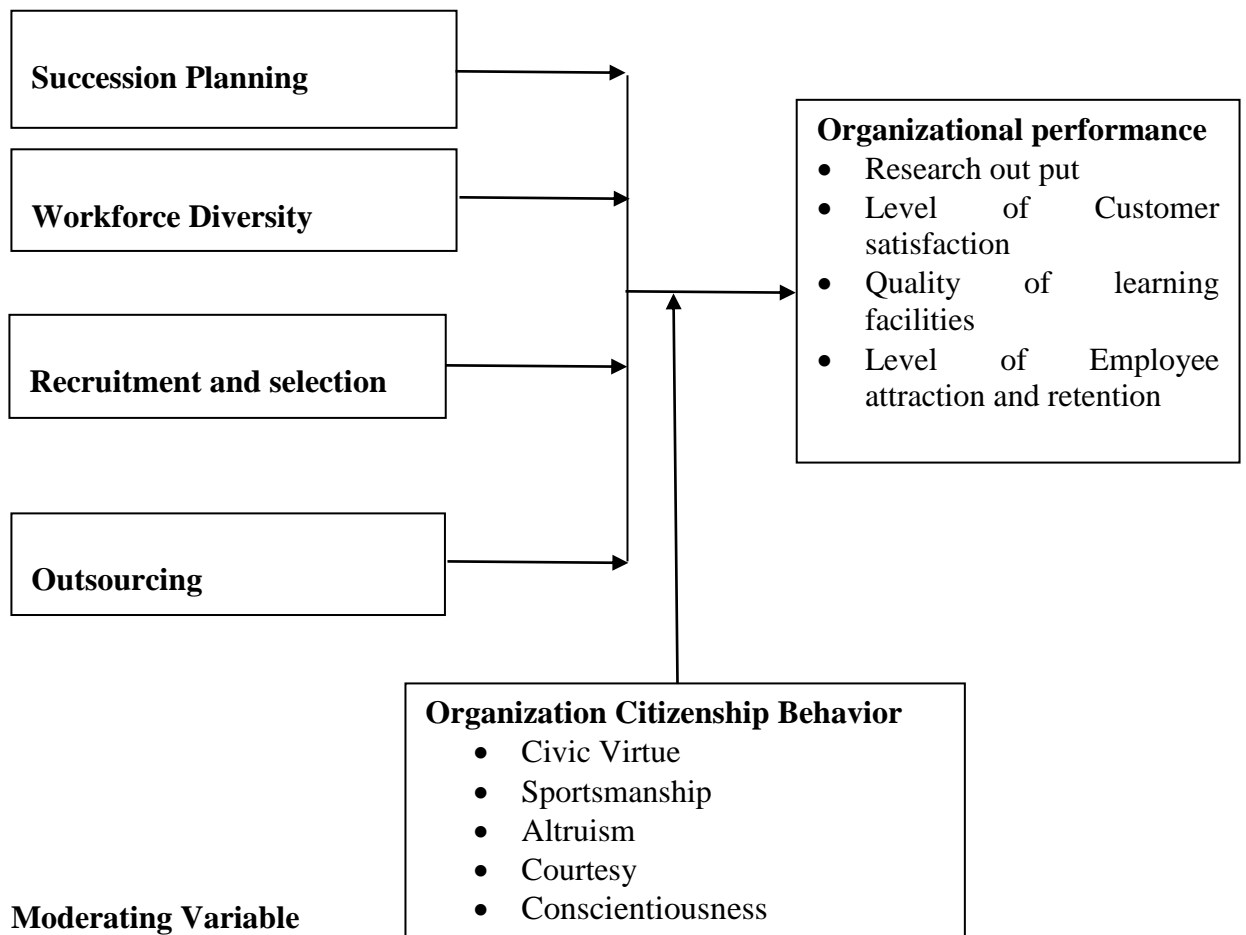 Succession Planning
Workforce Diversity
Recruitment and selection
Outsourcing
Organizational performance
• Research out put
• Level of Customer
satisfaction
• Quality of learning
facilities
• Level of Employee
attraction and retention
Organization Citizenship Behavior
• Civic Virtue
• Sportsmanship
• Altruism
• Courtesy
• Conscientiousness
Moderating Variable